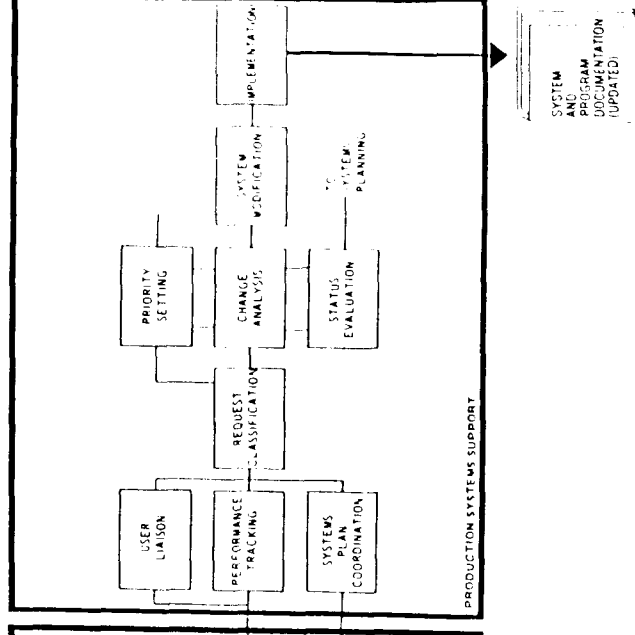 USER
LIAISON
PERFORMANCE
TRACKING
SYSTEMS
PLAN
COORDINATION
REQUEST
CLASSIFICATION
PRIORITY
SETTING
CHANGE
ANALYSIS
STATUS
EVALUATION
SYSTEM
MODIFICATION
TO
SYSTEMS
PLANNING
IMPLEMENTATION
PRODUCTION SYSTEMS SUPPORT
SYSTEM
AND
PROGRAM
DOCUMENTATION
(UPDATED)